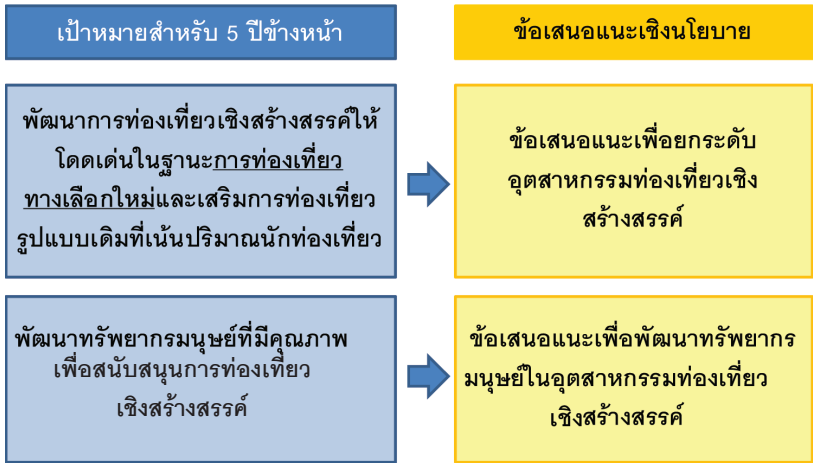 เป้าหมายสำหรับ 5 ปีข้างหน้า
ข้อเสนอแนะเชิงนโยบาย
พัฒนาการท่องเที่ยวเชิงสร้างสรรค์ให้
โดดเด่นในฐานะการท่องเที่ยว
ทางเลือกใหม่และเสริมการท่องเที่ยว
รูปแบบเดิมที่เน้นปริมาณนักท่องเที่ยว
ข้อเสนอแนะเพื่อยกระดับ
อุตสาหกรรมท่องเที่ยวเชิง
สร้างสรรค์
พัฒนาทรัพยากรมนุษย์ที่มีคุณภาพ
เพื่อสนับสนุนการท่องเที่ยว
เชิงสร้างสรรค์
ข้อเสนอแนะเพื่อพัฒนาทรัพยากร
มนุษย์ในอุตสาหกรรมท่องเที่ยว
เชิงสร้างสรรค์